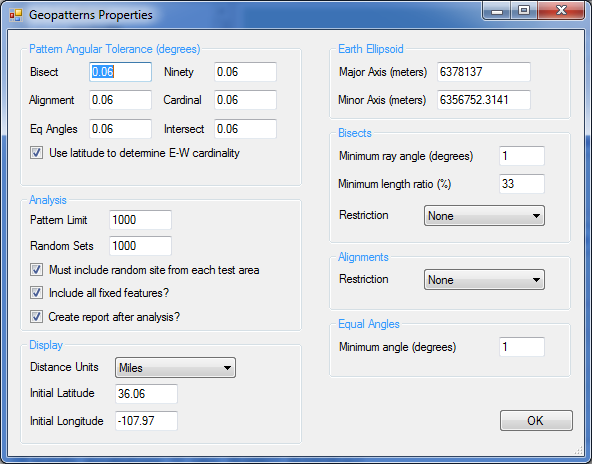 Geopatterns Properties
Pattern Angular Tolerance (degrees)
Bisect 0.06 Ninety 0.06
Alignment 0.06 Cardinal 0.06
Eq Angles 0.06 Intersect 0.06
Use latitude to determine E-W cardinality
Analysis
Pattern Limit 1000
Random Sets 1000
Must include random site from each test area
Include all fixed features?
Create report after analysis?
Display
Distance Units Miles
Initial Latitude 36.06
Initial Longitude -107.97
Earth Ellipsoid
Major Axis (meters) 6378137
Minor Axis (meters) 6356752.3141
Bisects
Minimum ray angle (degrees) 1
Minimum length ratio (%) 33
Restriction None
Alignments
Restriction None
Equal Angles
Minimum angle (degrees) 1
OK